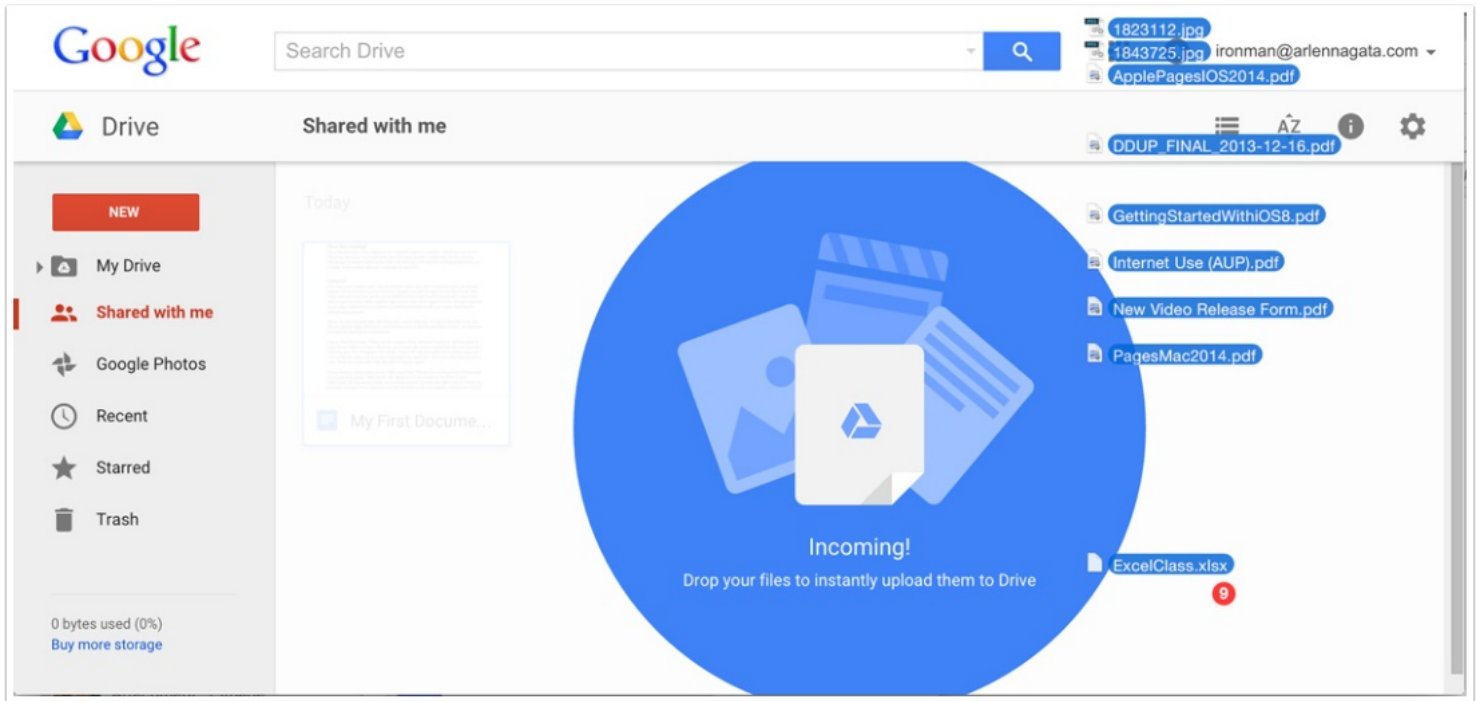 Google
Search Drive
1823112.jpg
1843725.jpg
ironman@arlennagata.com
ApplePagesIOS2014.pdf
Drive
Shared with me
AZ
DDUP_FINAL_2013-12-16.pdf
NEW
My Drive
Shared with me
Google Photos
Recent
Starred
Trash
0 bytes used (0%)
Buy more storage
Today
My First Docume...
Incoming!
Drop your files to instantly upload them to Drive
GettingStartedWithiOS8.pdf
Internet Use (AUP).pdf
New Video Release Form.pdf
PagesMac2014.pdf
ExcelClass.xlsx
9